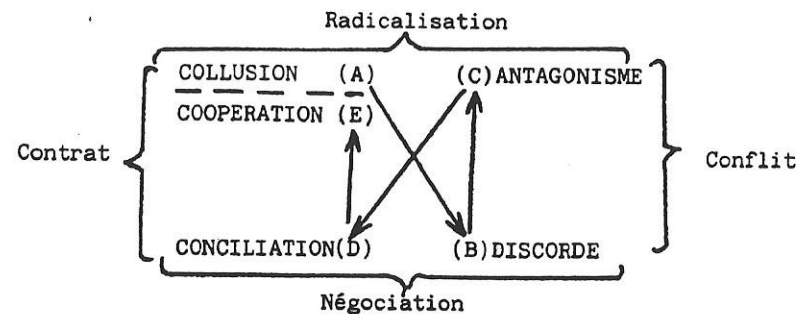 Radicalisation
COLLUSION (A) (C) ANTAGONISME
COOPERATION (E)
Contrat Conflit
CONCILIATION(D) (B) DISCORDE
Négociation